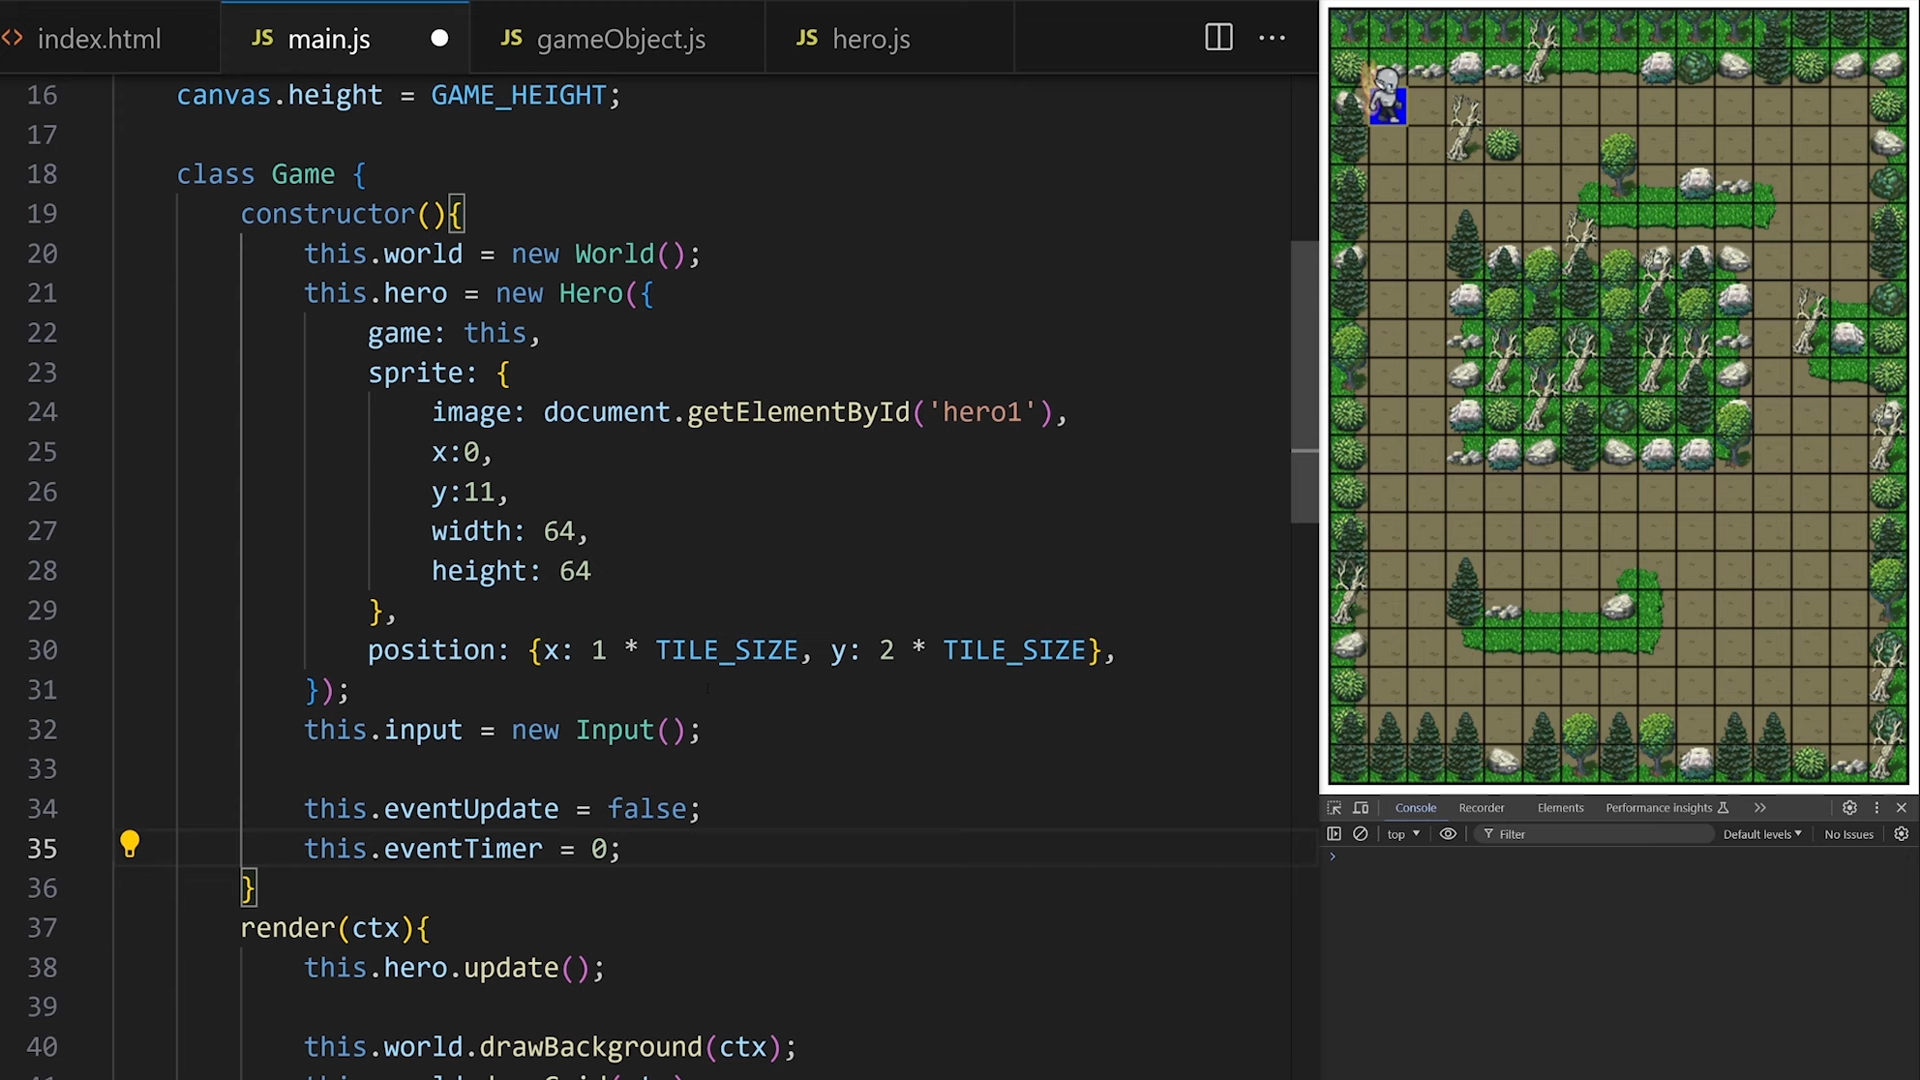 index.html
JS main.js
JS gameObject.js
JS hero.js
16 canvas.height = GAME_HEIGHT;
17
18 class Game {
19 constructor(){
20 this.world = new World();
21 this.hero = new Hero({
22 game: this,
23 sprite: {
24 image: document.getElementById('hero1'),
25 x:0,
26 y:11,
27 width: 64,
28 height: 64
29 },
30 position: {x: 1 * TILE_SIZE, y: 2 * TILE_SIZE},
31 });
32 this.input = new Input();
33
34 this.eventUpdate = false;
35 this.eventTimer = 0;
36 }
37 render(ctx){
38 this.hero.update();
39
40 this.world.drawBackground(ctx);
Console Recorder Elements Performance insights
top Filter Default levels No Issues